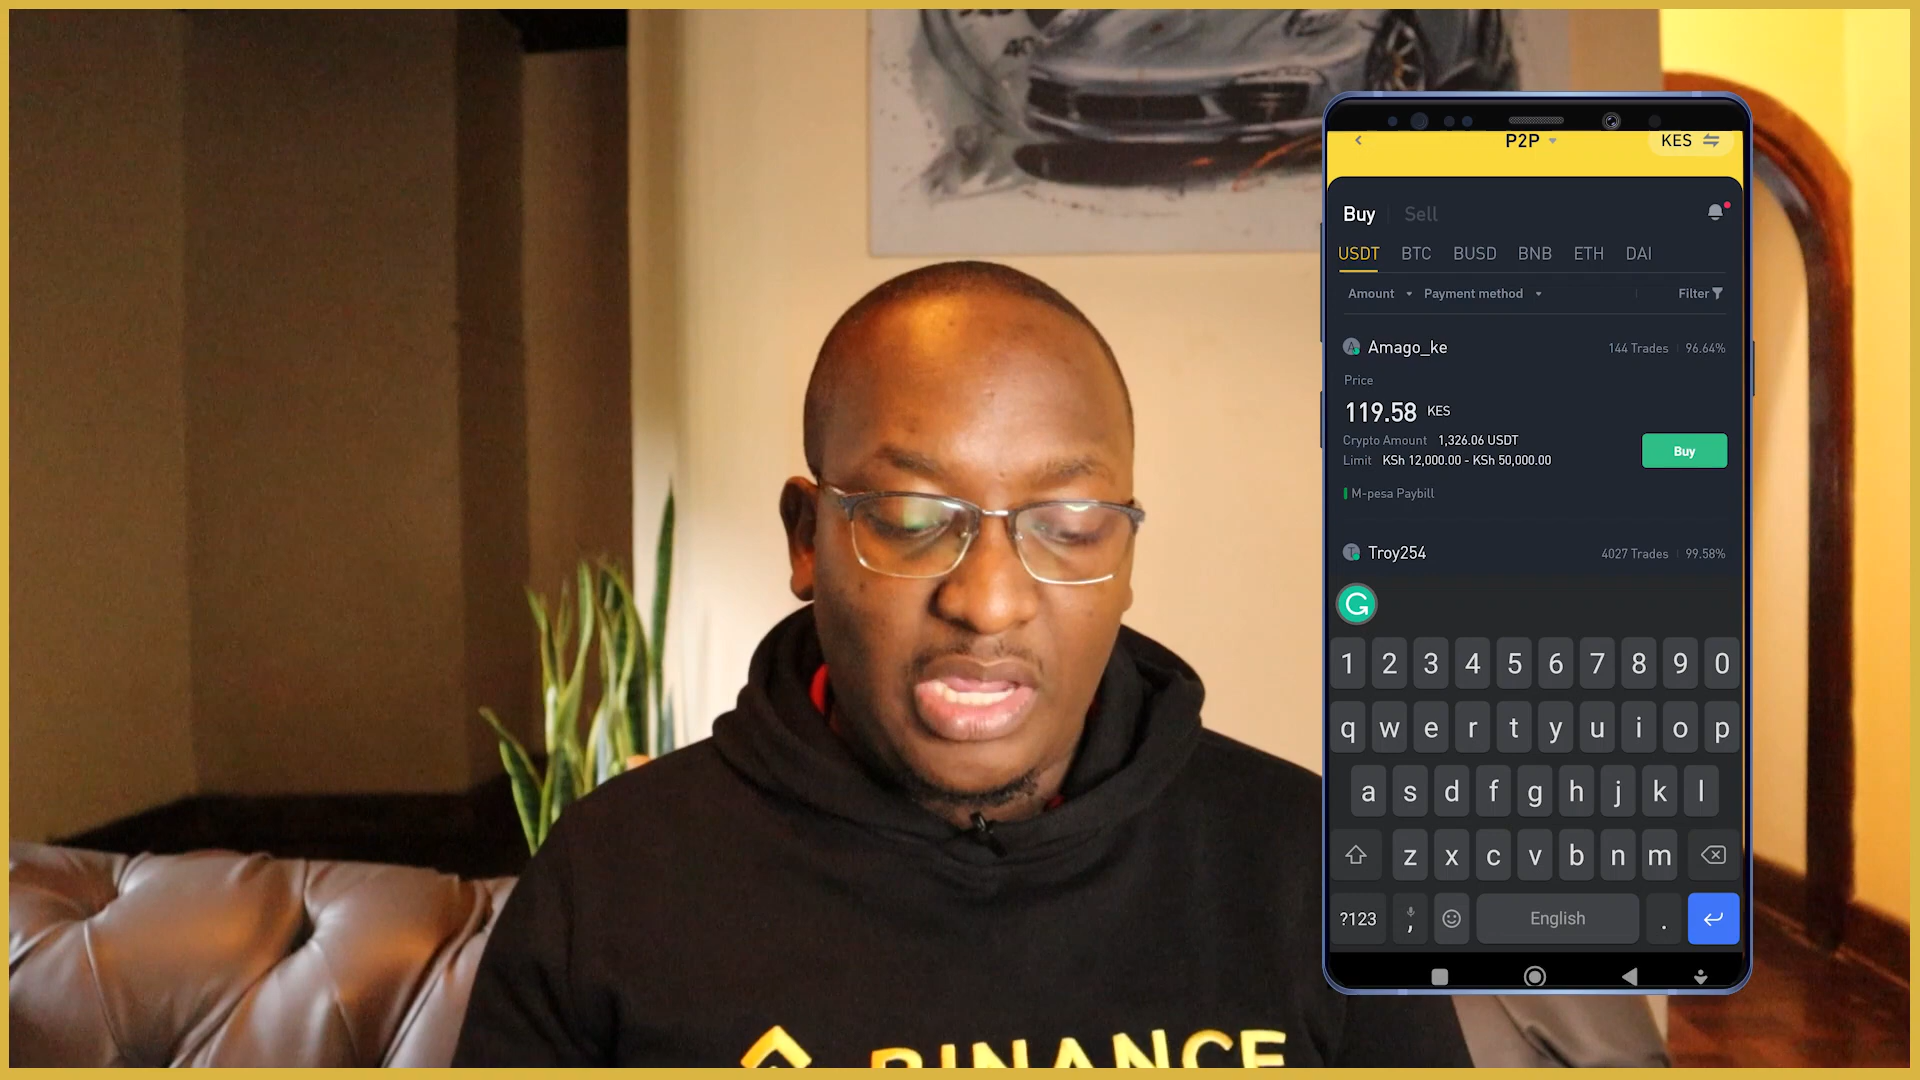 P2P
KES
Buy
Sell
USDT BTC BUSD BNB ETH DAI
Amount Payment method Filter
Amago_ke 144 Trades 96.64%
Price
119.58 KES
Crypto Amount 1,326.06 USDT
Limit KSh 12,000.00 - KSh 50,000.00
Buy
M-pesa Paybill
Troy254 4027 Trades 99.58%
1 2 3 4 5 6 7 8 9 0
q w e r t y u i o p
a s d f g h j k l
z x c v b n m
?123 , English .
BINANCE